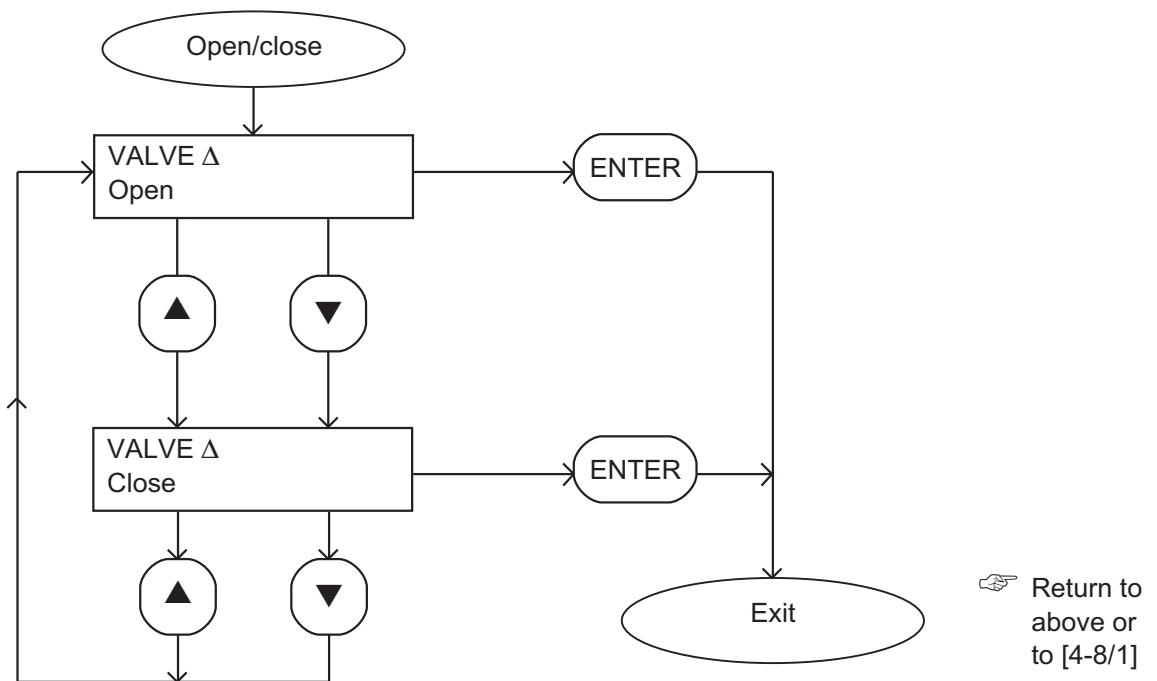 Open/close
VALVE Δ
Open
ENTER
▲
▼
VALVE Δ
Close
ENTER
▲
▼
Exit
☞ Return to
above or
to [4-8/1]